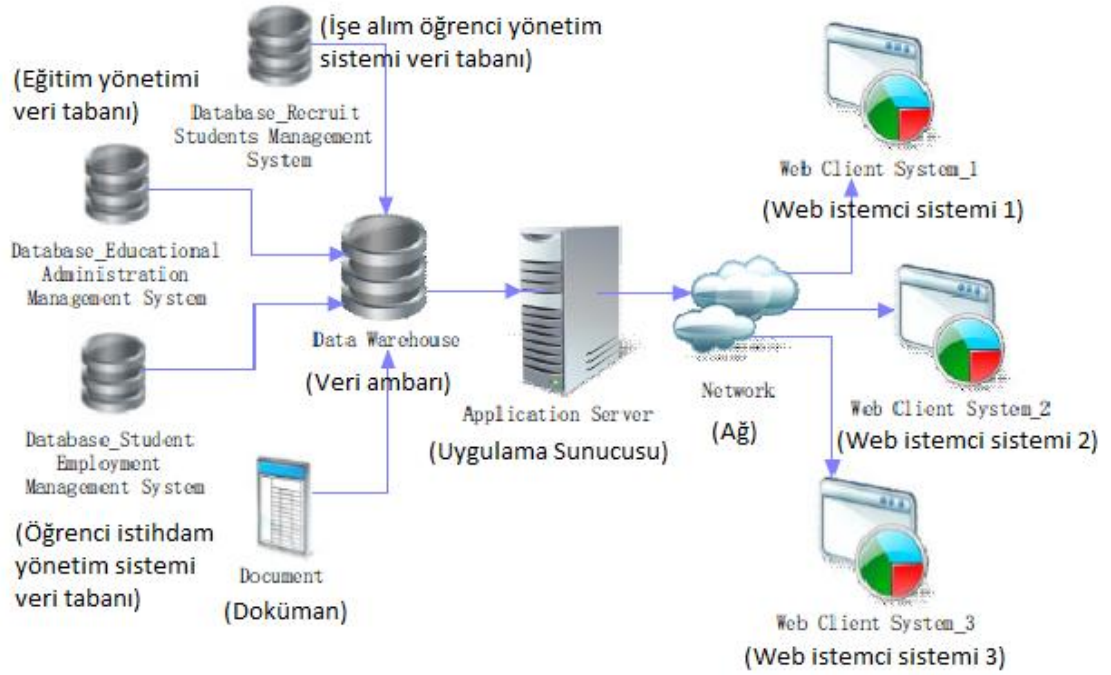 (İşe alım öğrenci yönetim
sistemi veri tabanı)
(Eğitim yönetimi
veri tabanı)
Database_Recruit
Students Management
System
Database_Educational
Administration
Management System
Database_Student
Employment
Management System
(Öğrenci istihdam
yönetim sistemi
veri tabanı)
Data Warehouse
(Veri ambarı)
Document
(Doküman)
Application Server
(Uygulama Sunucusu)
Network
(Ağ)
Web Client System_1
(Web istemci sistemi 1)
Web Client System_2
(Web istemci sistemi 2)
Web Client System_3
(Web istemci sistemi 3)